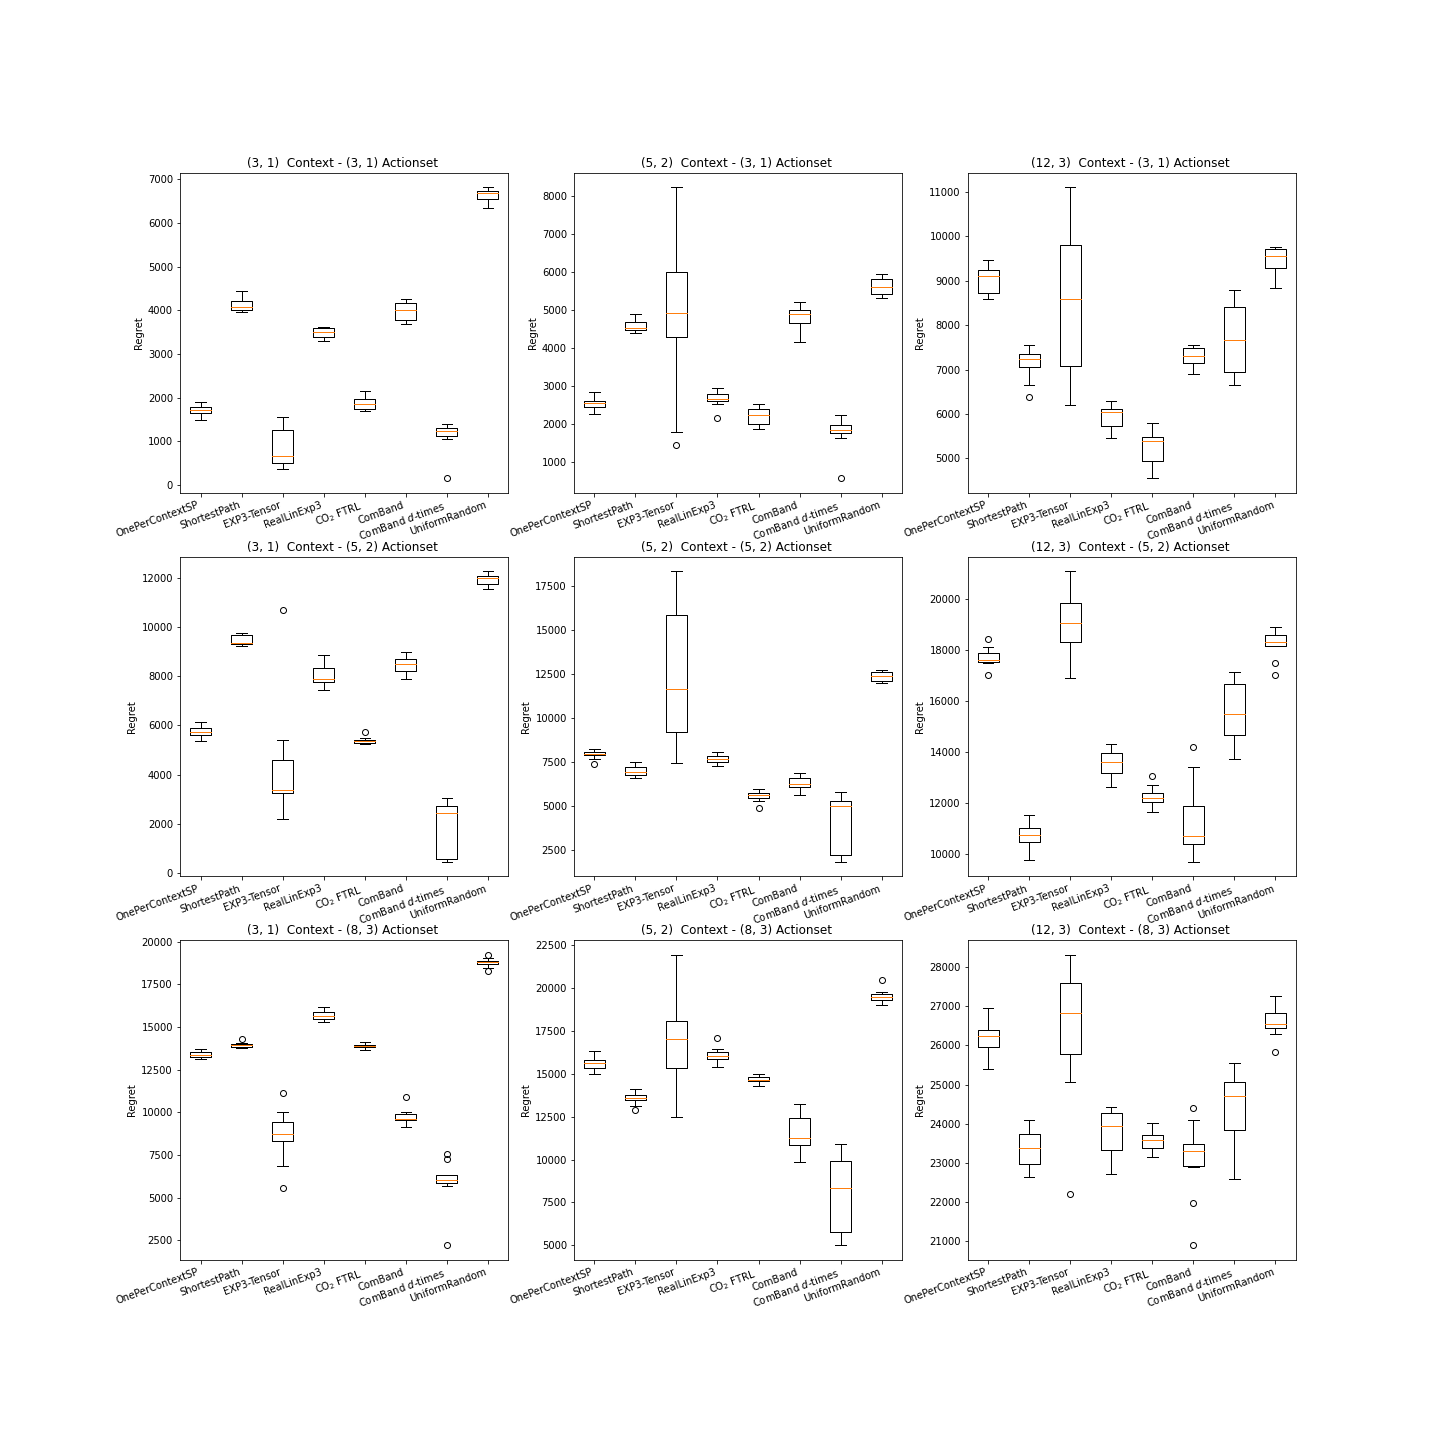 (3, 1)  Context - (3, 1) Actionset
7000
6000
5000
4000
3000
2000
1000
0
Regret
OnePerContextSP
ShortestPath
EXP3-Tensor
RealLinExp3
CO₂ FTRL
ComBand
ComBand d-times
UniformRandom
(5, 2)  Context - (3, 1) Actionset
8000
7000
6000
5000
4000
3000
2000
1000
Regret
OnePerContextSP
ShortestPath
EXP3-Tensor
RealLinExp3
CO₂ FTRL
ComBand
ComBand d-times
UniformRandom
(12, 3)  Context - (3, 1) Actionset
11000
10000
9000
8000
7000
6000
5000
Regret
OnePerContextSP
ShortestPath
EXP3-Tensor
RealLinExp3
CO₂ FTRL
ComBand
ComBand d-times
UniformRandom
(3, 1)  Context - (5, 2) Actionset
12000
10000
8000
6000
4000
2000
0
Regret
OnePerContextSP
ShortestPath
EXP3-Tensor
RealLinExp3
CO₂ FTRL
ComBand
ComBand d-times
UniformRandom
(5, 2)  Context - (5, 2) Actionset
17500
15000
12500
10000
7500
5000
2500
Regret
OnePerContextSP
ShortestPath
EXP3-Tensor
RealLinExp3
CO₂ FTRL
ComBand
ComBand d-times
UniformRandom
(12, 3)  Context - (5, 2) Actionset
20000
18000
16000
14000
12000
10000
Regret
OnePerContextSP
ShortestPath
EXP3-Tensor
RealLinExp3
CO₂ FTRL
ComBand
ComBand d-times
UniformRandom
(3, 1)  Context - (8, 3) Actionset
20000
17500
15000
12500
10000
7500
5000
2500
Regret
OnePerContextSP
ShortestPath
EXP3-Tensor
RealLinExp3
CO₂ FTRL
ComBand
ComBand d-times
UniformRandom
(5, 2)  Context - (8, 3) Actionset
22500
20000
17500
15000
12500
10000
7500
5000
Regret
OnePerContextSP
ShortestPath
EXP3-Tensor
RealLinExp3
CO₂ FTRL
ComBand
ComBand d-times
UniformRandom
(12, 3)  Context - (8, 3) Actionset
28000
27000
26000
25000
24000
23000
22000
21000
Regret
OnePerContextSP
ShortestPath
EXP3-Tensor
RealLinExp3
CO₂ FTRL
ComBand
ComBand d-times
UniformRandom